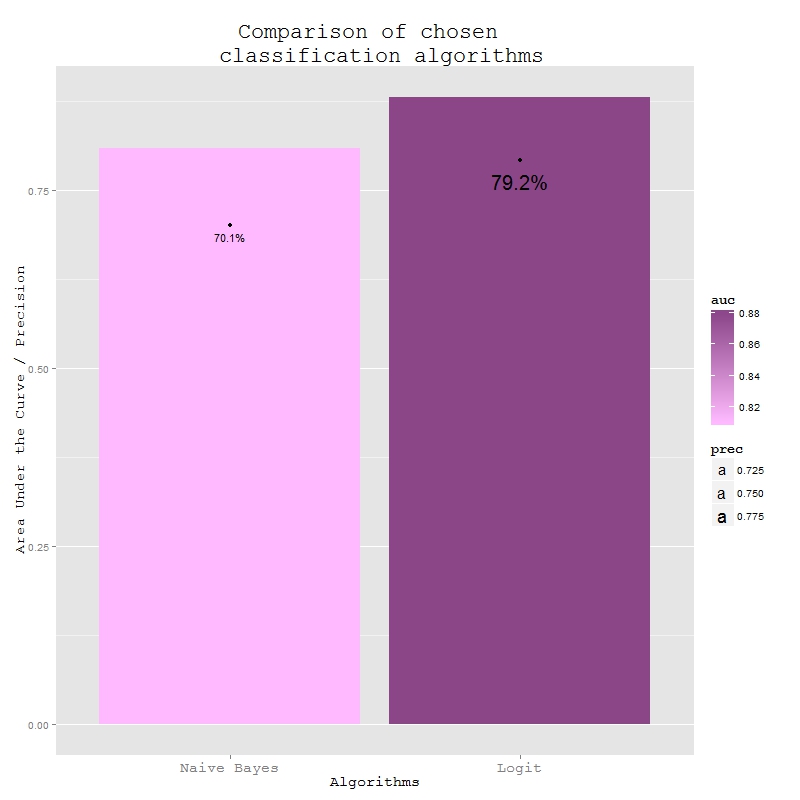 Comparison of chosen
classification algorithms
Area Under the Curve / Precision
0.75
0.50
0.25
0.00
70.1%
79.2%
Naive Bayes
Logit
Algorithms
auc
0.88
0.86
0.84
0.82
prec
a 0.725
a 0.750
a 0.775